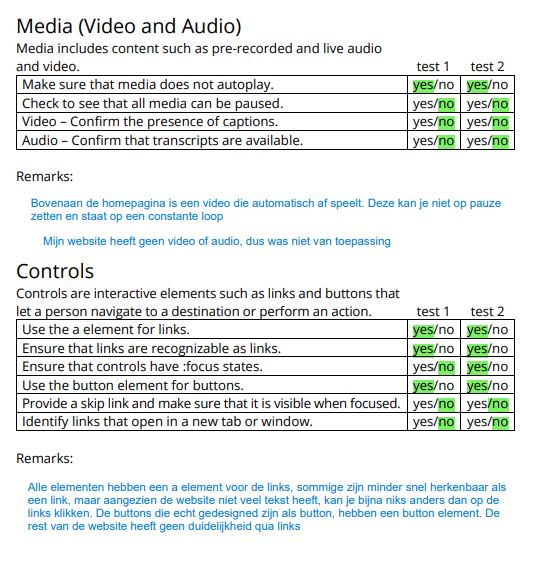 Media (Video and Audio)
Media includes content such as pre-recorded and live audio
and video. test 1 test 2
Make sure that media does not autoplay. yes/no yes/no
Check to see that all media can be paused. yes/no yes/no
Video – Confirm the presence of captions. yes/no yes/no
Audio – Confirm that transcripts are available. yes/no yes/no
Remarks:
Bovenaan de homepagina is een video die automatisch af speelt. Deze kan je niet op pauze
zetten en staat op een constante loop
Mijn website heeft geen video of audio, dus was niet van toepassing
Controls
Controls are interactive elements such as links and buttons that
let a person navigate to a destination or perform an action. test 1 test 2
Use the a element for links. yes/no yes/no
Ensure that links are recognizable as links. yes/no yes/no
Ensure that controls have :focus states. yes/no yes/no
Use the button element for buttons. yes/no yes/no
Provide a skip link and make sure that it is visible when focused. yes/no yes/no
Identify links that open in a new tab or window. yes/no yes/no
Remarks:
Alle elementen hebben een a element voor de links, sommige zijn minder snel herkenbaar als
een link, maar aangezien de website niet veel tekst heeft, kan je bijna niks anders dan op de
links klikken. De buttons die echt gedesigned zijn als button, hebben een button element. De
rest van de website heeft geen duidelijkheid qua links